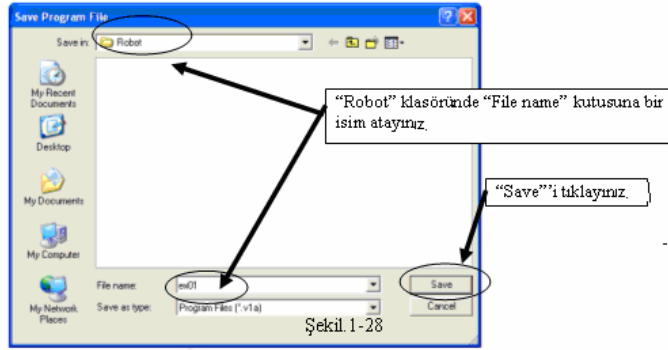 Save Program File
Save in:
Robot
My Recent
Documents
Desktop
My Documents
My Computer
My Network
Places
File name:
ex01
Save
Save as type:
Program Files (*.v1a)
Cancel
“Robot” klasöründe “File name” kutusuna bir
isim atayınız.
“Save”’i tıklayınız.
Şekil.1-28